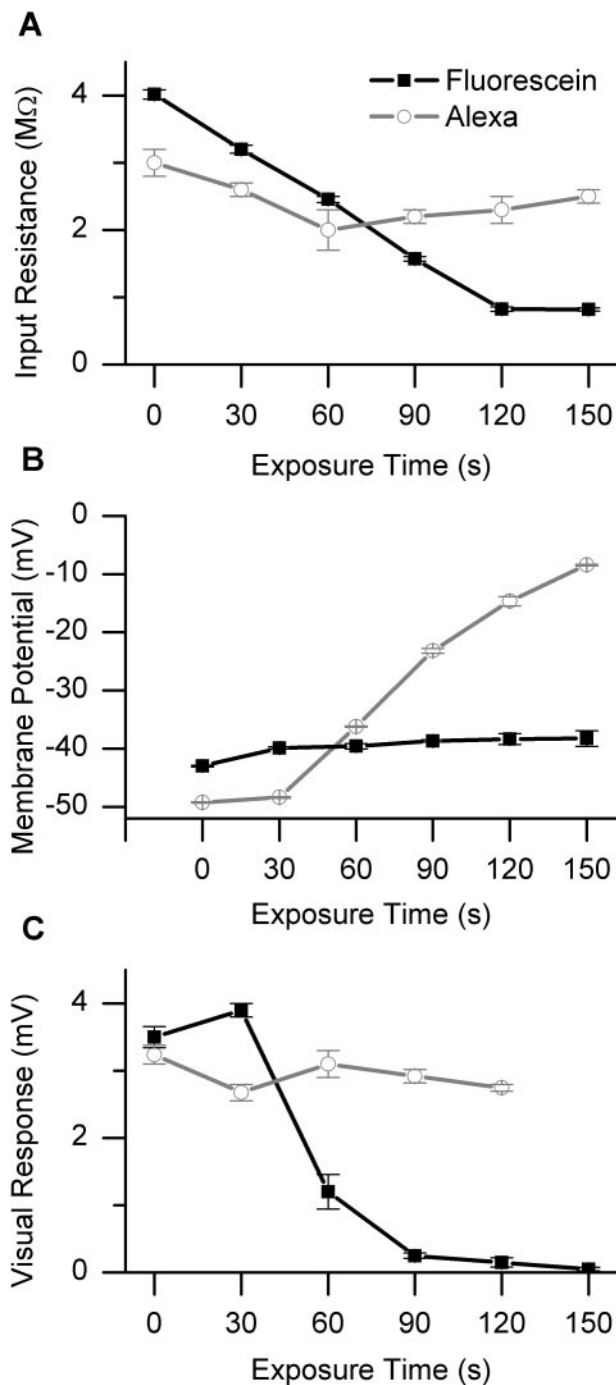 A
Input Resistance (MΩ)
4
2
0
Fluorescein
Alexa
0 30 60 90 120 150
Exposure Time (s)
B
Membrane Potential (mV)
0
-10
-20
-30
-40
-50
0 30 60 90 120 150
Exposure Time (s)
C
Visual Response (mV)
4
2
0
0 30 60 90 120 150
Exposure Time (s)